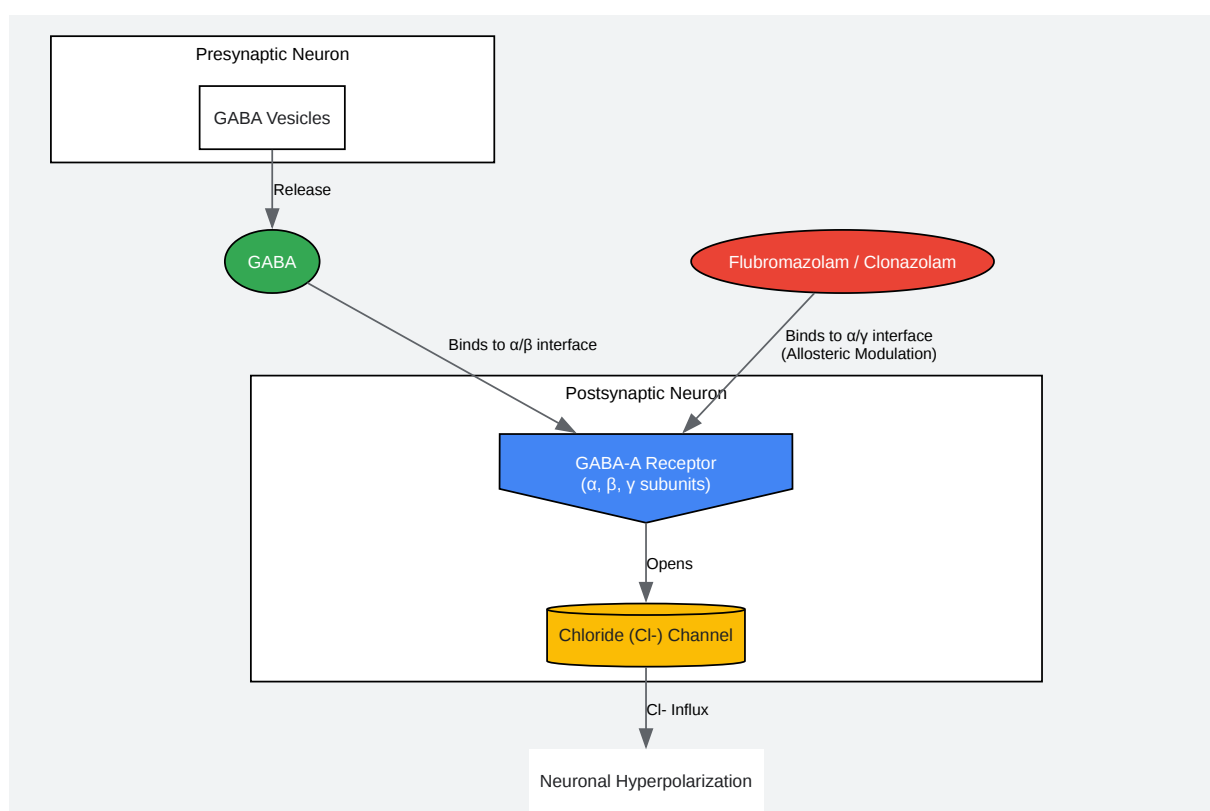 Presynaptic Neuron
GABA Vesicles
Release
GABA
Flubromazolam / Clonazolam
Binds to α/β interface
Binds to α/γ interface
(Allosteric Modulation)
Postsynaptic Neuron
GABA-A Receptor
(α, β, γ subunits)
Opens
Chloride (Cl-) Channel
Cl- Influx
Neuronal Hyperpolarization